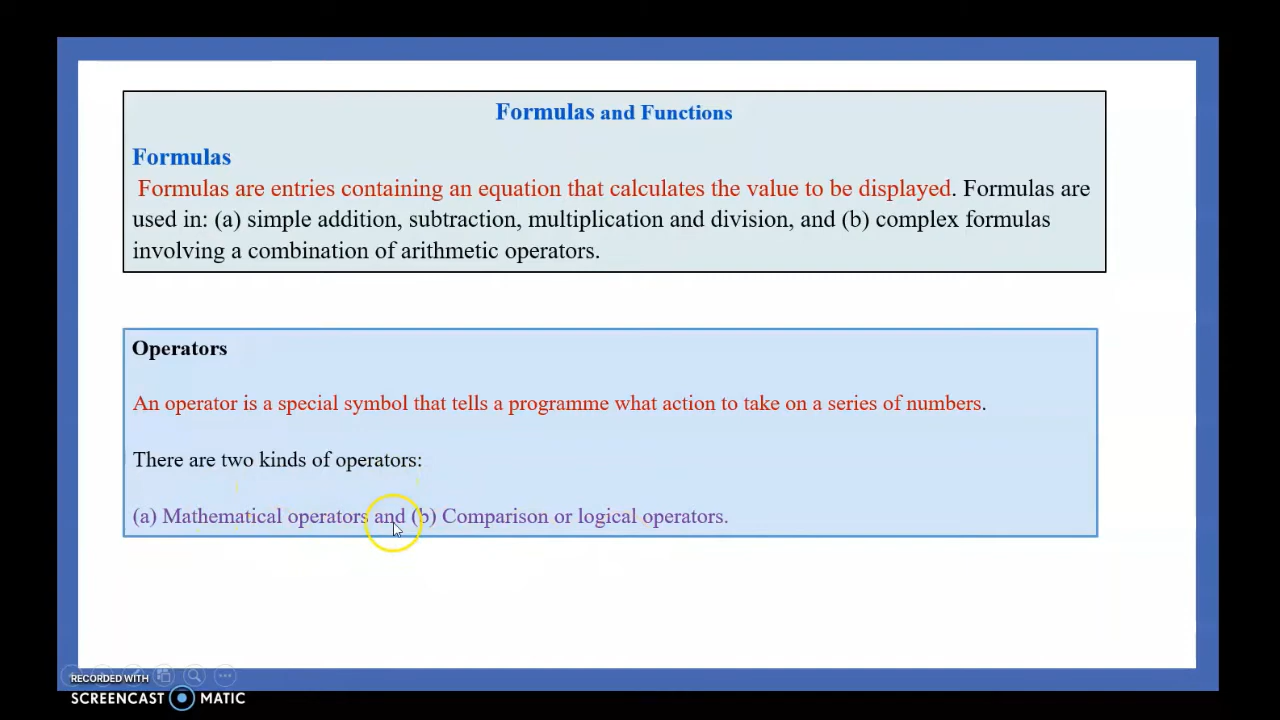 Formulas and Functions
Formulas
Formulas are entries containing an equation that calculates the value to be displayed. Formulas are
used in: (a) simple addition, subtraction, multiplication and division, and (b) complex formulas
involving a combination of arithmetic operators.
Operators
An operator is a special symbol that tells a programme what action to take on a series of numbers.
There are two kinds of operators:
(a) Mathematical operators and (b) Comparison or logical operators.
RECORDED WITH
SCREENCAST MATIC